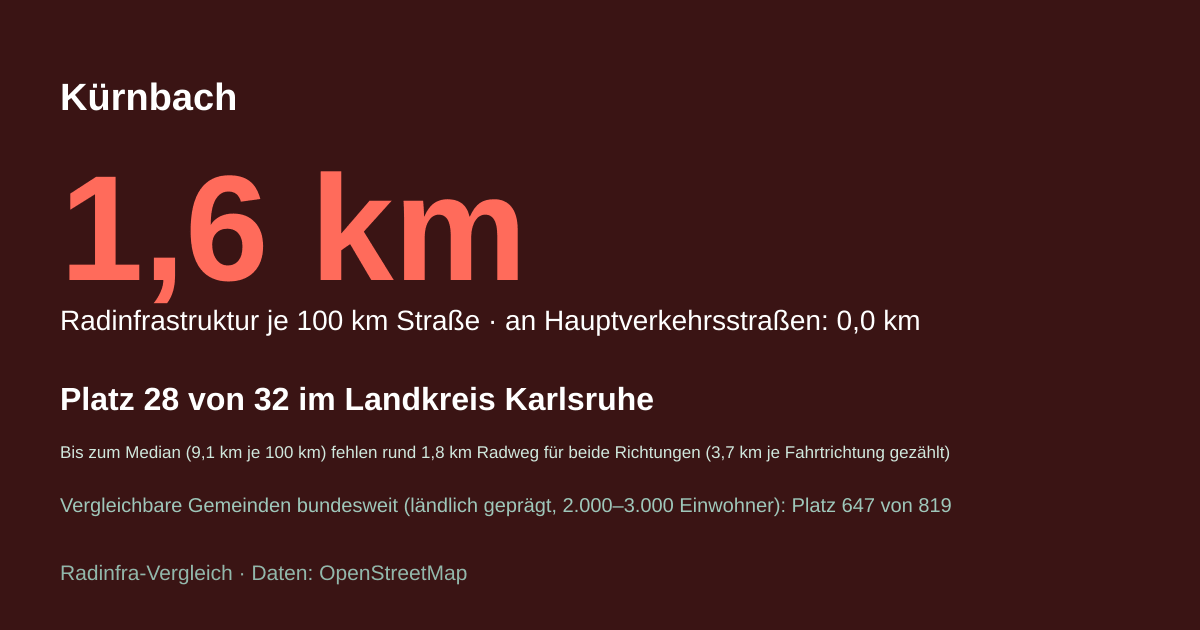 Kürnbach
1,6 km
Radinfrastruktur je 100 km Straße · an Hauptverkehrsstraßen: 0,0 km
Platz 28 von 32 im Landkreis Karlsruhe
Bis zum Median (9,1 km je 100 km) fehlen rund 1,8 km Radweg für beide Richtungen (3,7 km je Fahrtrichtung gezählt)
Vergleichbare Gemeinden bundesweit (ländlich geprägt, 2.000–3.000 Einwohner): Platz 647 von 819
Radinfra-Vergleich · Daten: OpenStreetMap